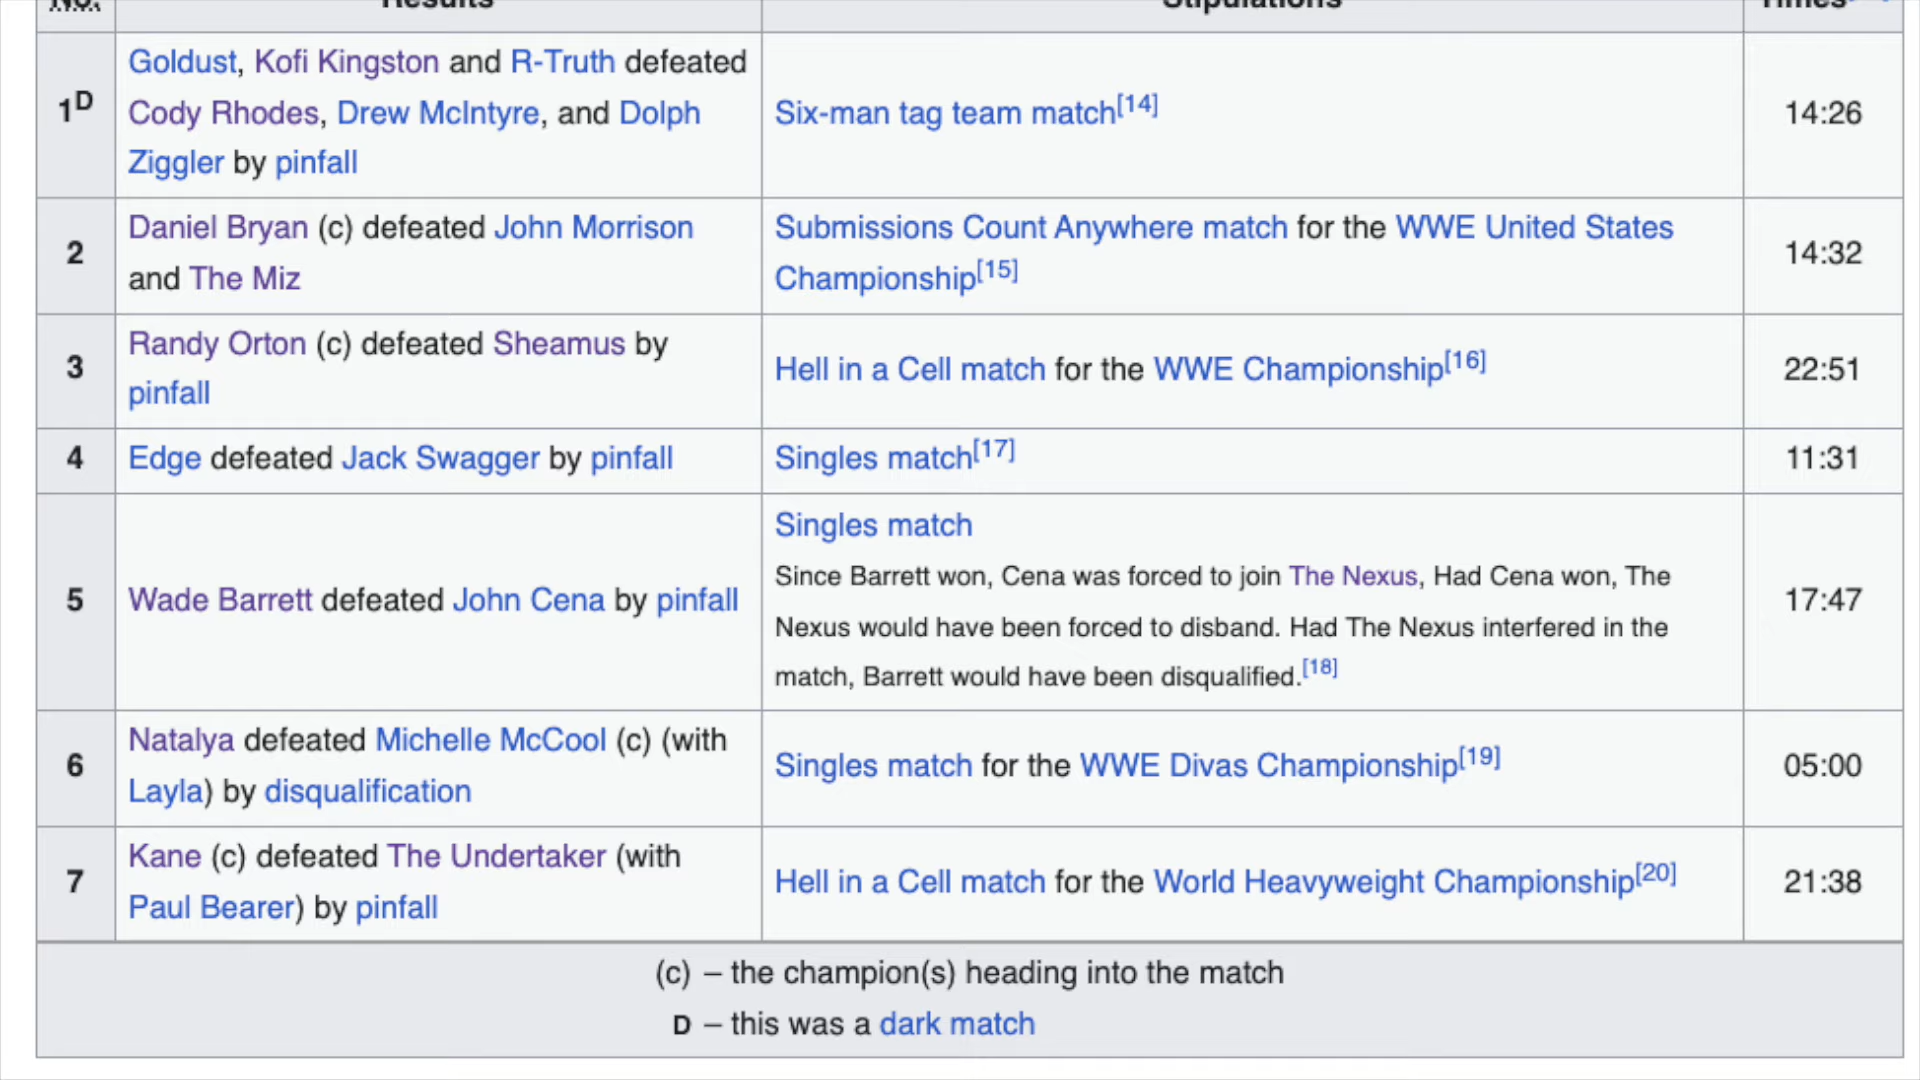 No. Results Stipulations Times
Goldust, Kofi Kingston and R-Truth defeated
1D Cody Rhodes, Drew McIntyre, and Dolph Six-man tag team match[14] 14:26
Ziggler by pinfall
Daniel Bryan (c) defeated John Morrison Submissions Count Anywhere match for the WWE United States
2 14:32
and The Miz Championship[15]
Randy Orton (c) defeated Sheamus by
3 Hell in a Cell match for the WWE Championship[16] 22:51
pinfall
4 Edge defeated Jack Swagger by pinfall Singles match[17] 11:31
Singles match
Since Barrett won, Cena was forced to join The Nexus, Had Cena won, The
5 Wade Barrett defeated John Cena by pinfall 17:47
Nexus would have been forced to disband. Had The Nexus interfered in the
match, Barrett would have been disqualified.[18]
Natalya defeated Michelle McCool (c) (with
6 Singles match for the WWE Divas Championship[19] 05:00
Layla) by disqualification
Kane (c) defeated The Undertaker (with
7 Hell in a Cell match for the World Heavyweight Championship[20] 21:38
Paul Bearer) by pinfall
(c) – the champion(s) heading into the match
D – this was a dark match